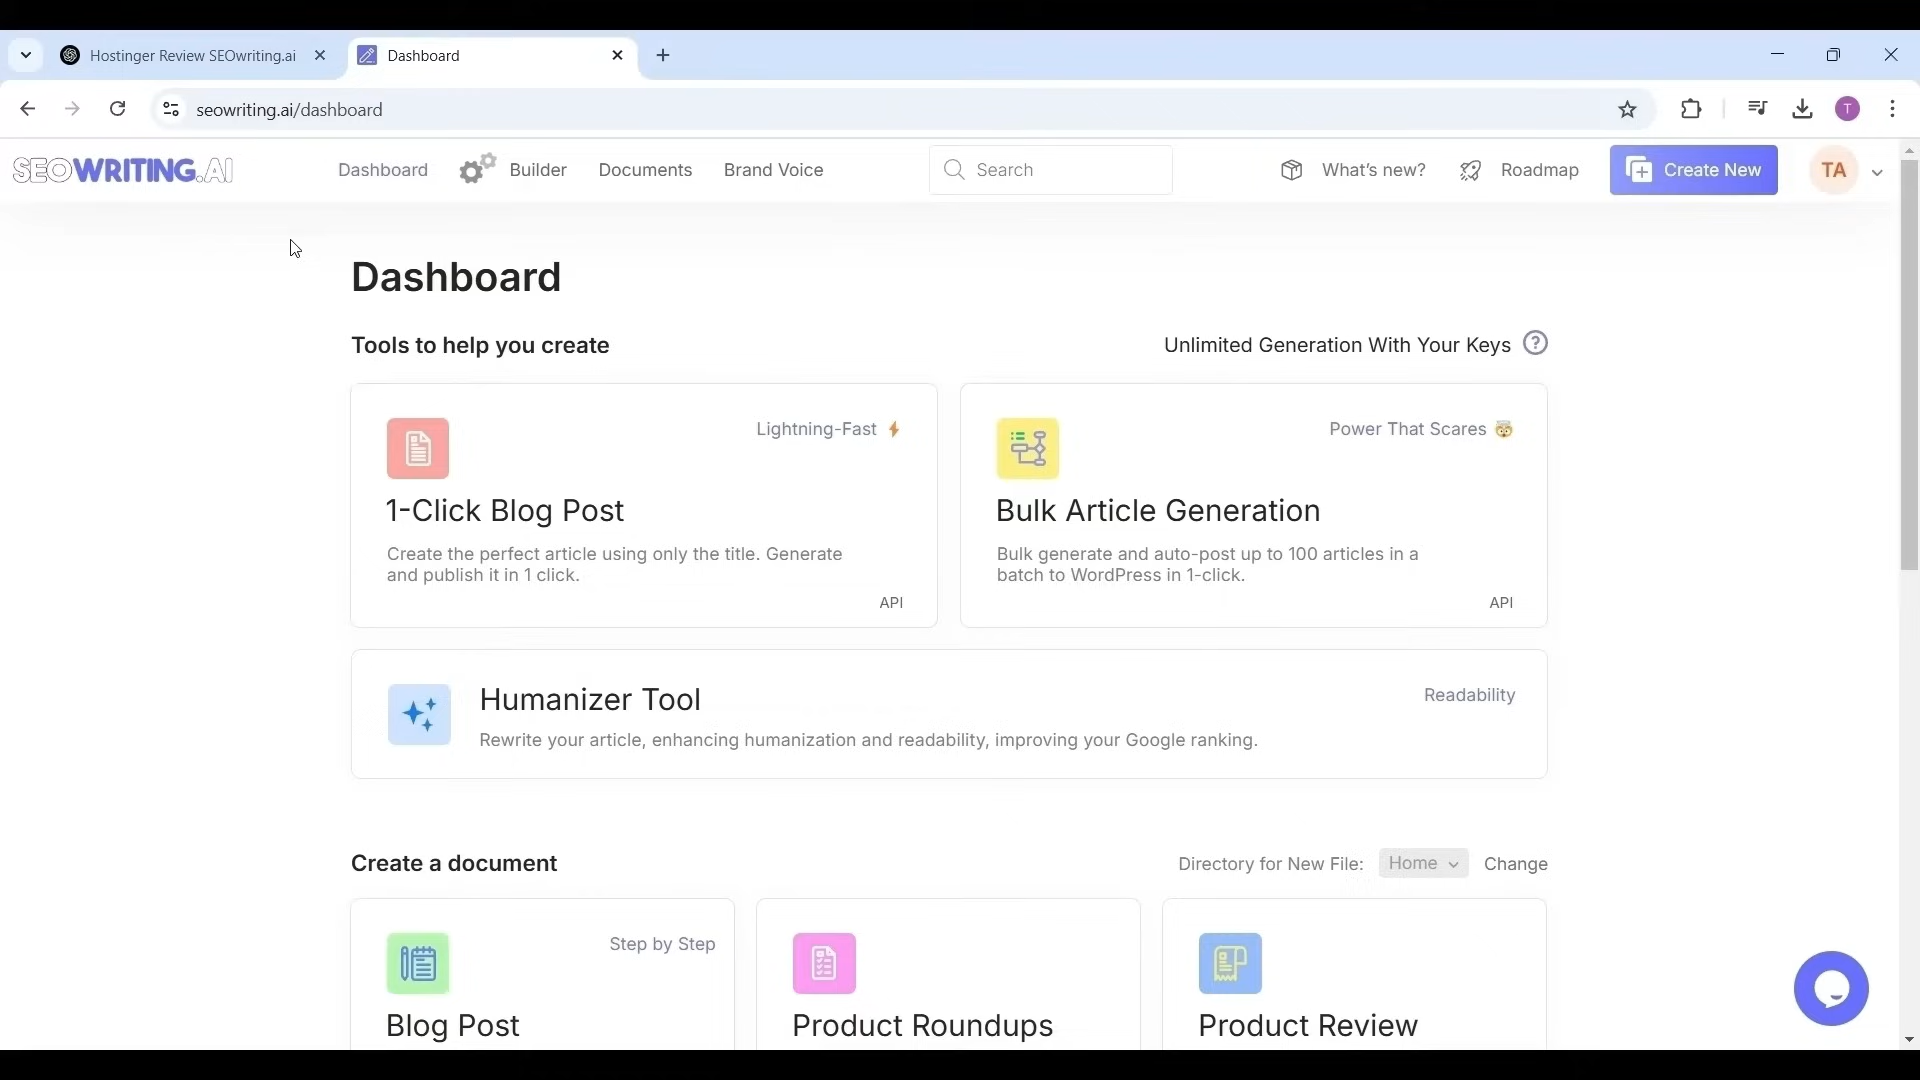 Hostinger Review SEOwriting.ai
Dashboard
seowriting.ai/dashboard
T
SEOWRITING.AI
Dashboard
Builder
Documents
Brand Voice
Search
What's new?
Roadmap
Create New
TA
Dashboard
Tools to help you create
Unlimited Generation With Your Keys ?
Lightning-Fast
1-Click Blog Post
Create the perfect article using only the title. Generate
and publish it in 1 click.
API
Power That Scares
Bulk Article Generation
Bulk generate and auto-post up to 100 articles in a
batch to WordPress in 1-click.
API
Humanizer Tool
Readability
Rewrite your article, enhancing humanization and readability, improving your Google ranking.
Create a document
Directory for New File: Home Change
Step by Step
Blog Post
Product Roundups
Product Review